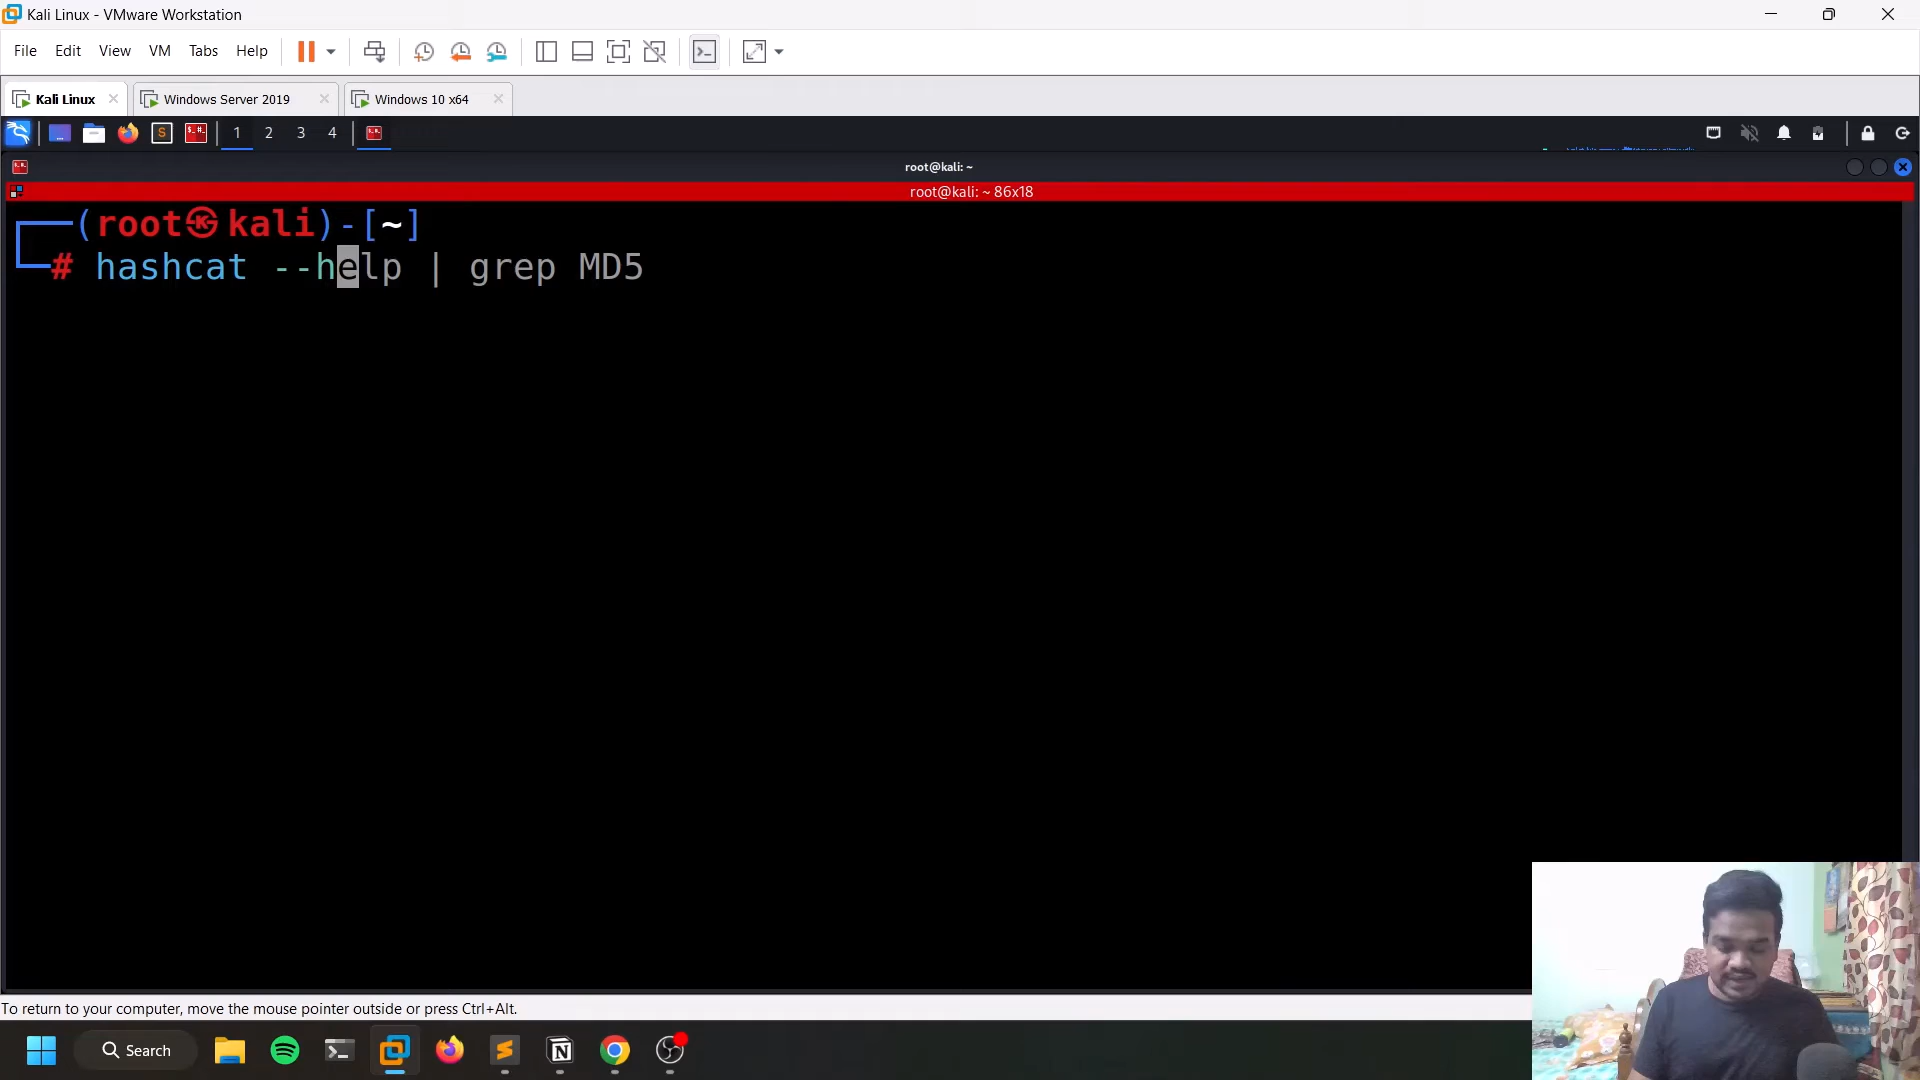 Kali Linux - VMware Workstation
File Edit View VM Tabs Help
Kali Linux Windows Server 2019 Windows 10 x64
1 2 3 4
root@kali: ~
root@kali: ~ 86x18
(root㉿kali)-[~]
# hashcat --help | grep MD5
To return to your computer, move the mouse pointer outside or press Ctrl+Alt.
Search